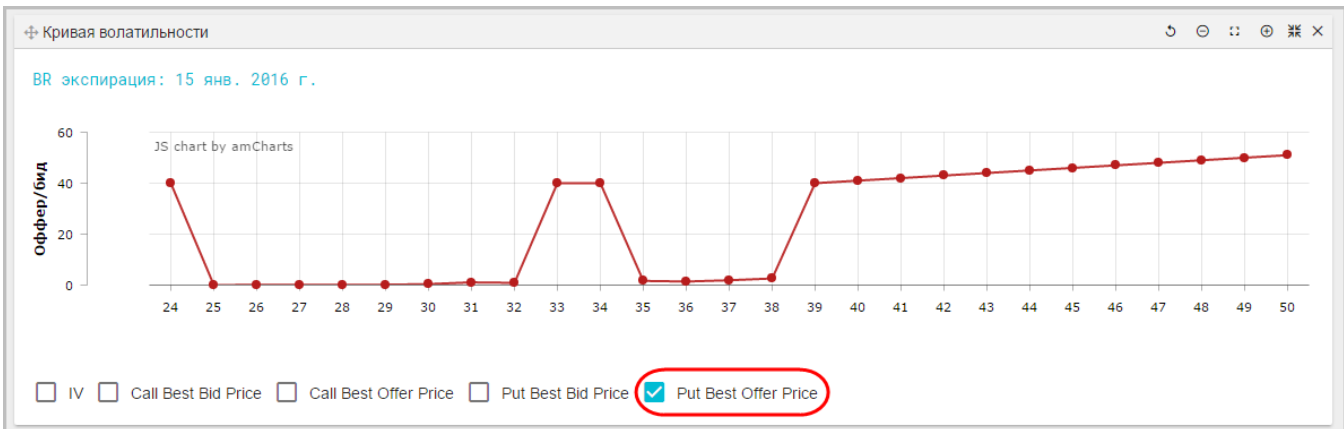 Кривая волатильности
BR экспирация: 15 янв. 2016 г.
JS chart by amCharts
Оффер/бид
60
40
20
0
24 25 26 27 28 29 30 31 32 33 34 35 36 37 38 39 40 41 42 43 44 45 46 47 48 49 50
IV Call Best Bid Price Call Best Offer Price Put Best Bid Price Put Best Offer Price